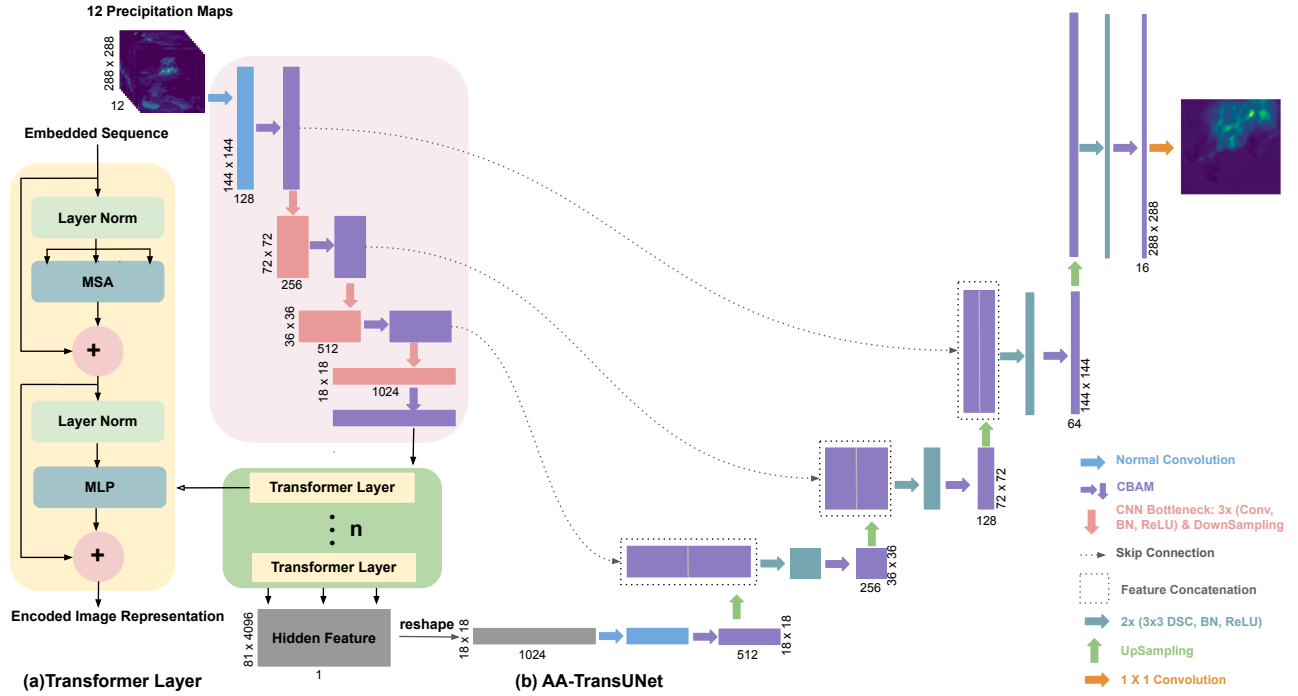 12 Precipitation Maps
288 x 288
12
Embedded Sequence
Layer Norm
MSA
+
Layer Norm
MLP
+
Encoded Image Representation
(a)Transformer Layer
144 x 144
128
72 x 72
256
36 x 36
512
18 x 18
1024
Transformer Layer
n
Transformer Layer
81 x 4096
Hidden Feature
1
reshape
18 x 18
1024
512
18 x 18
256
36 x 36
128
72 x 72
64
144 x 144
16
288 x 288
(b) AA-TransUNet
Normal Convolution
CBAM
CNN Bottleneck: 3x (Conv,
BN, ReLU) & DownSampling
Skip Connection
Feature Concatenation
2x (3x3 DSC, BN, ReLU)
UpSampling
1 X 1 Convolution